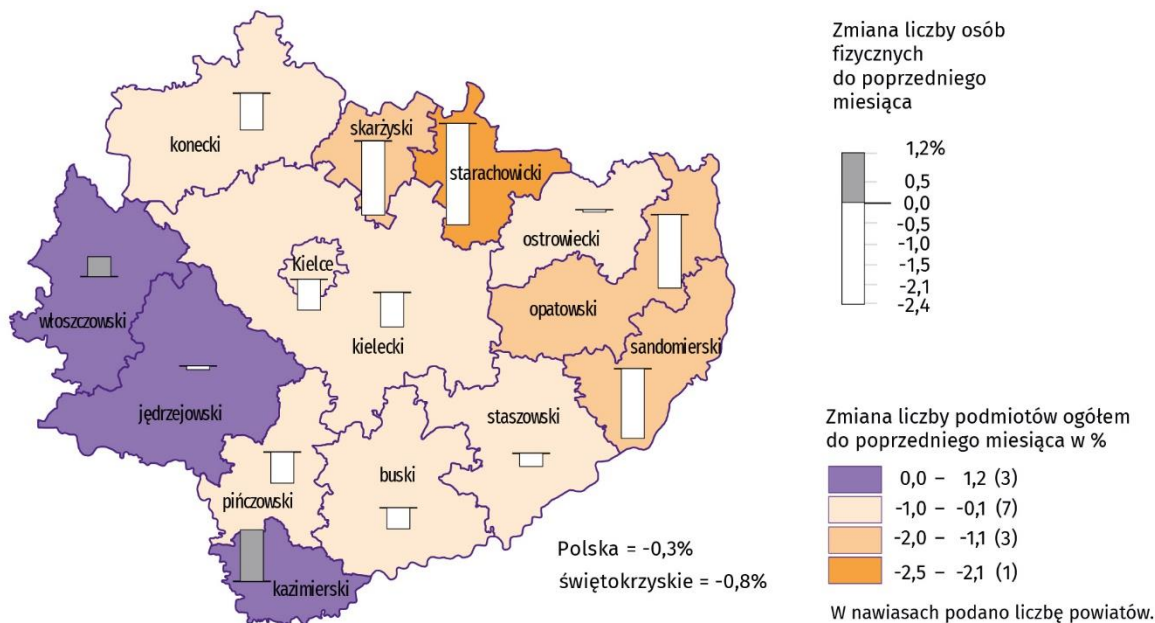 konecki
skarżyski
starachowicki
ostrowiecki
Kielce
włoszczowski
opatowski
kielecki
sandomierski
jędrzejowski
staszowski
buski
pińczowski
kazimierski
Polska = -0,3%
świętokrzyskie = -0,8%
Zmiana liczby osób
fizycznych
do poprzedniego
miesiąca
1,2%
0,5
0,0
-0,5
-1,0
-1,5
-2,1
-2,4
Zmiana liczby podmiotów ogółem
do poprzedniego miesiąca w %
0,0 – 1,2 (3)
-1,0 – -0,1 (7)
-2,0 – -1,1 (3)
-2,5 – -2,1 (1)
W nawiasach podano liczbę powiatów.